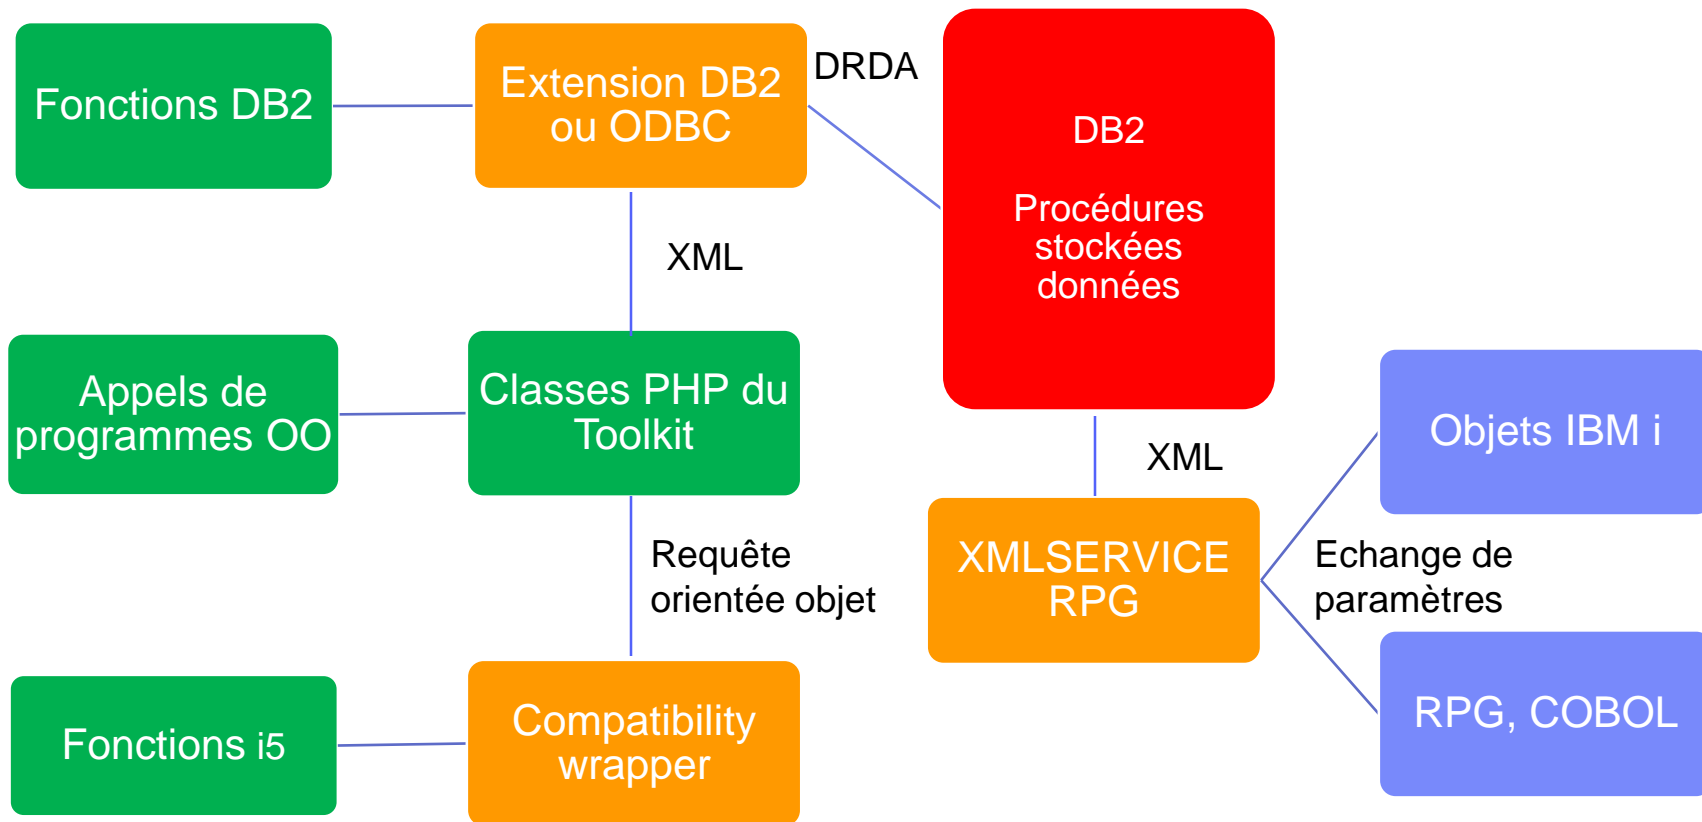 Fonctions DB2
Extension DB2
ou ODBC
DRDA
DB2
Procédures
stockées
données
XML
Appels de
programmes OO
Classes PHP du
Toolkit
Objets IBM i
XML
Requête
orientée objet
XMLSERVICE
RPG
Echange de
paramètres
Fonctions i5
Compatibility
wrapper
RPG, COBOL